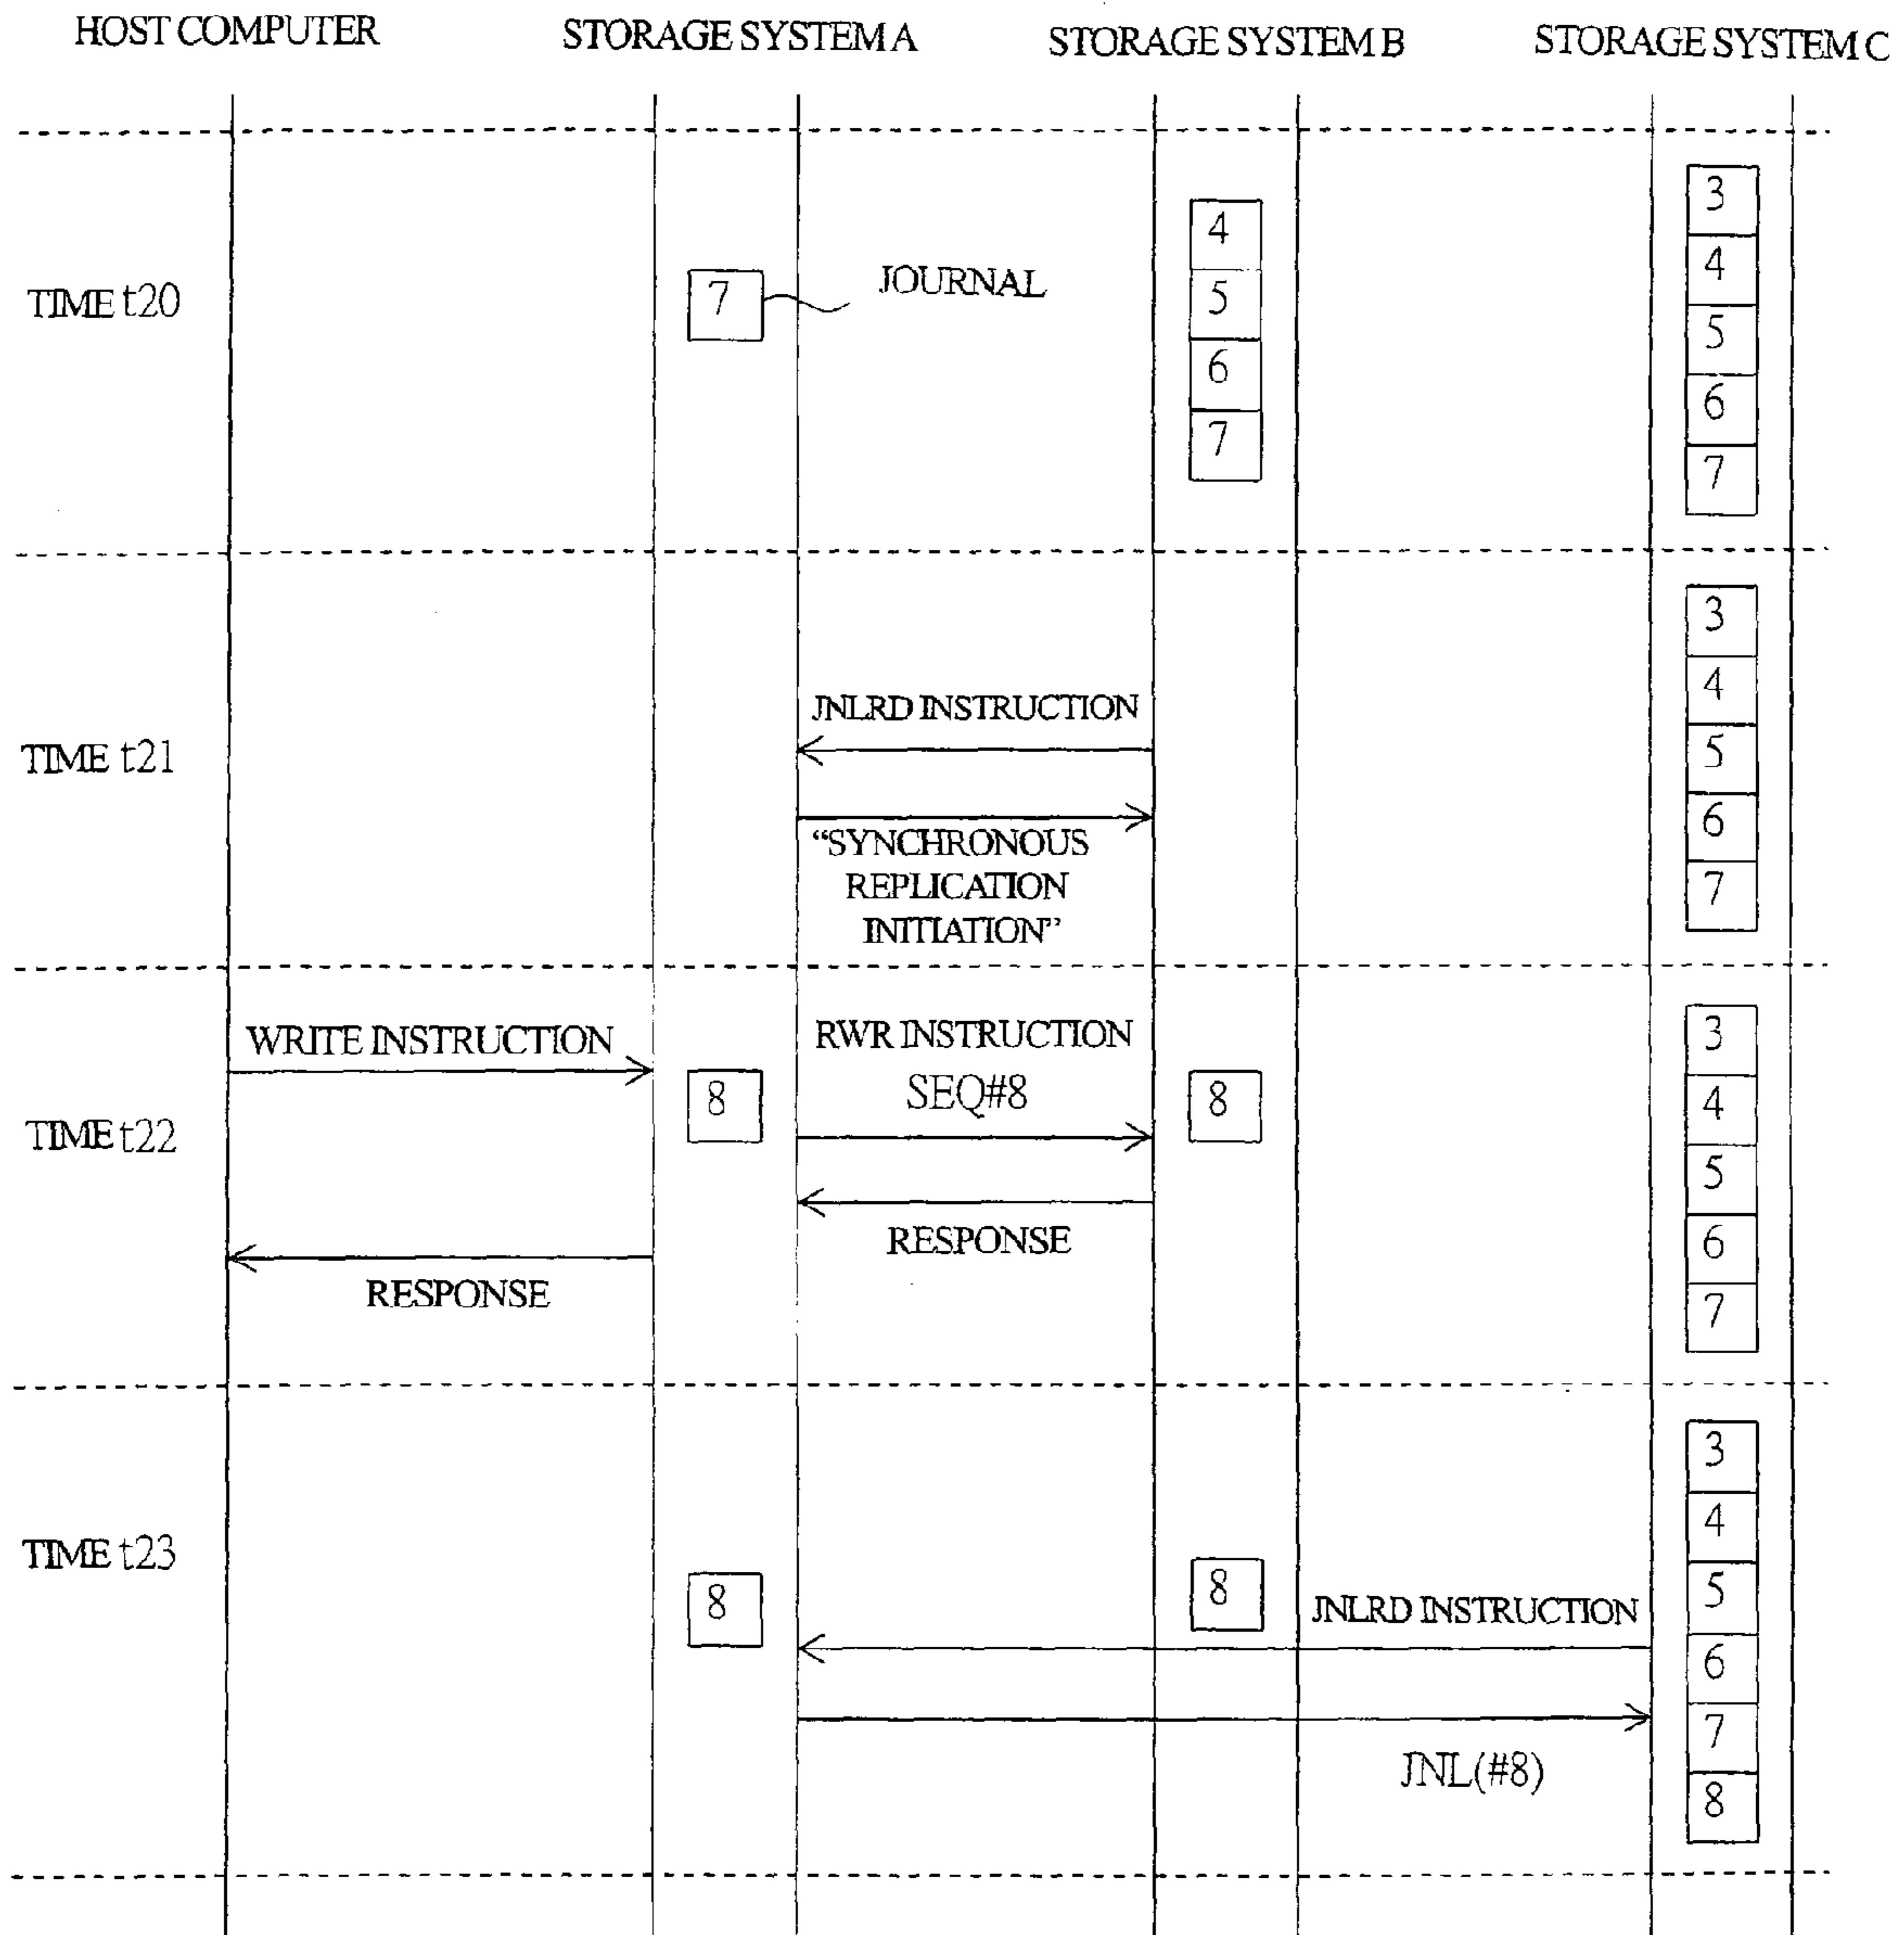 HOST COMPUTER STORAGE SYSTEM A STORAGE SYSTEM B STORAGE SYSTEM C
TIME t20
7
JOURNAL
4
5
6
7
3
4
5
6
7
TIME t21
JNLRD INSTRUCTION
“SYNCHRONOUS
REPLICATION
INITIATION”
3
4
5
6
7
TIME t22
WRITE INSTRUCTION
8
RWR INSTRUCTION
SEQ#8
8
RESPONSE
RESPONSE
3
4
5
6
7
TIME t23
8
8
JNLRD INSTRUCTION
JNL(#8)
3
4
5
6
7
8